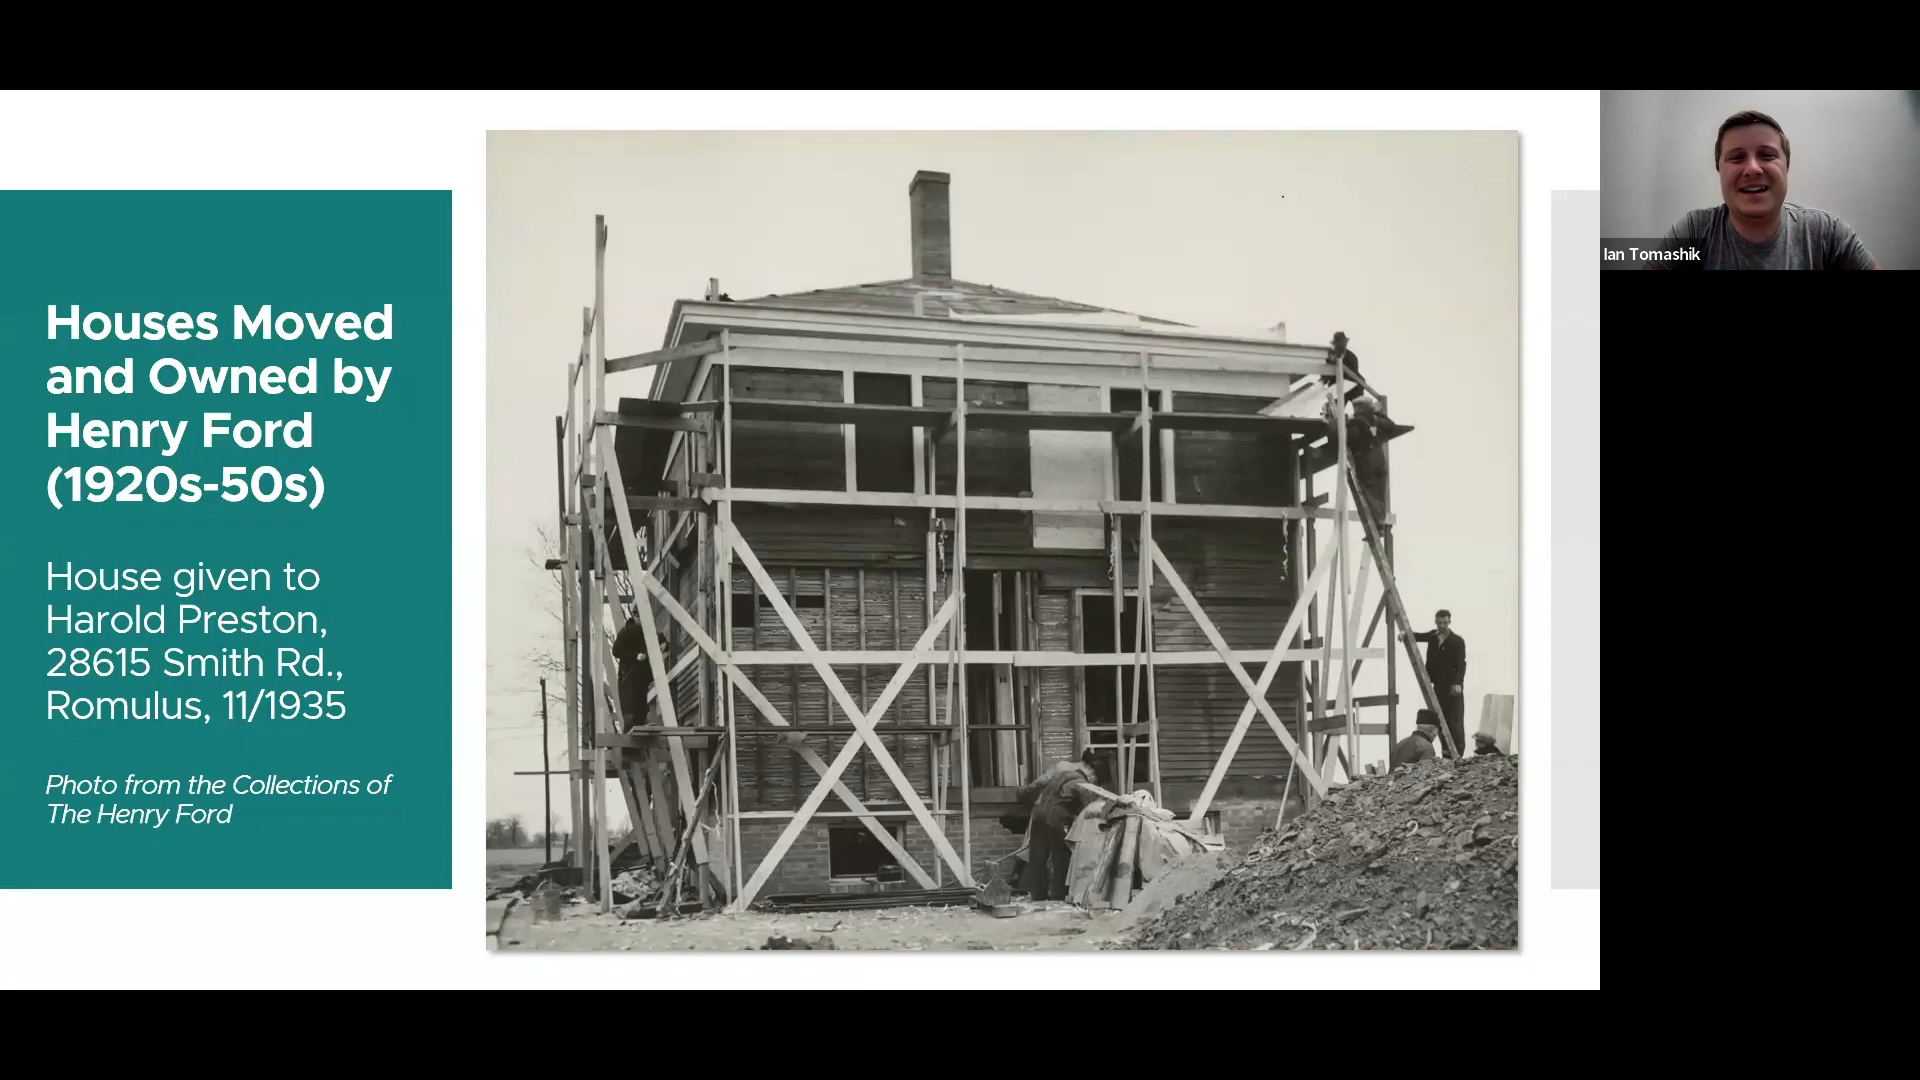 Houses Moved
and Owned by
Henry Ford
(1920s-50s)
House given to
Harold Preston,
28615 Smith Rd.,
Romulus, 11/1935
Photo from the Collections of
The Henry Ford
Ian Tomashik